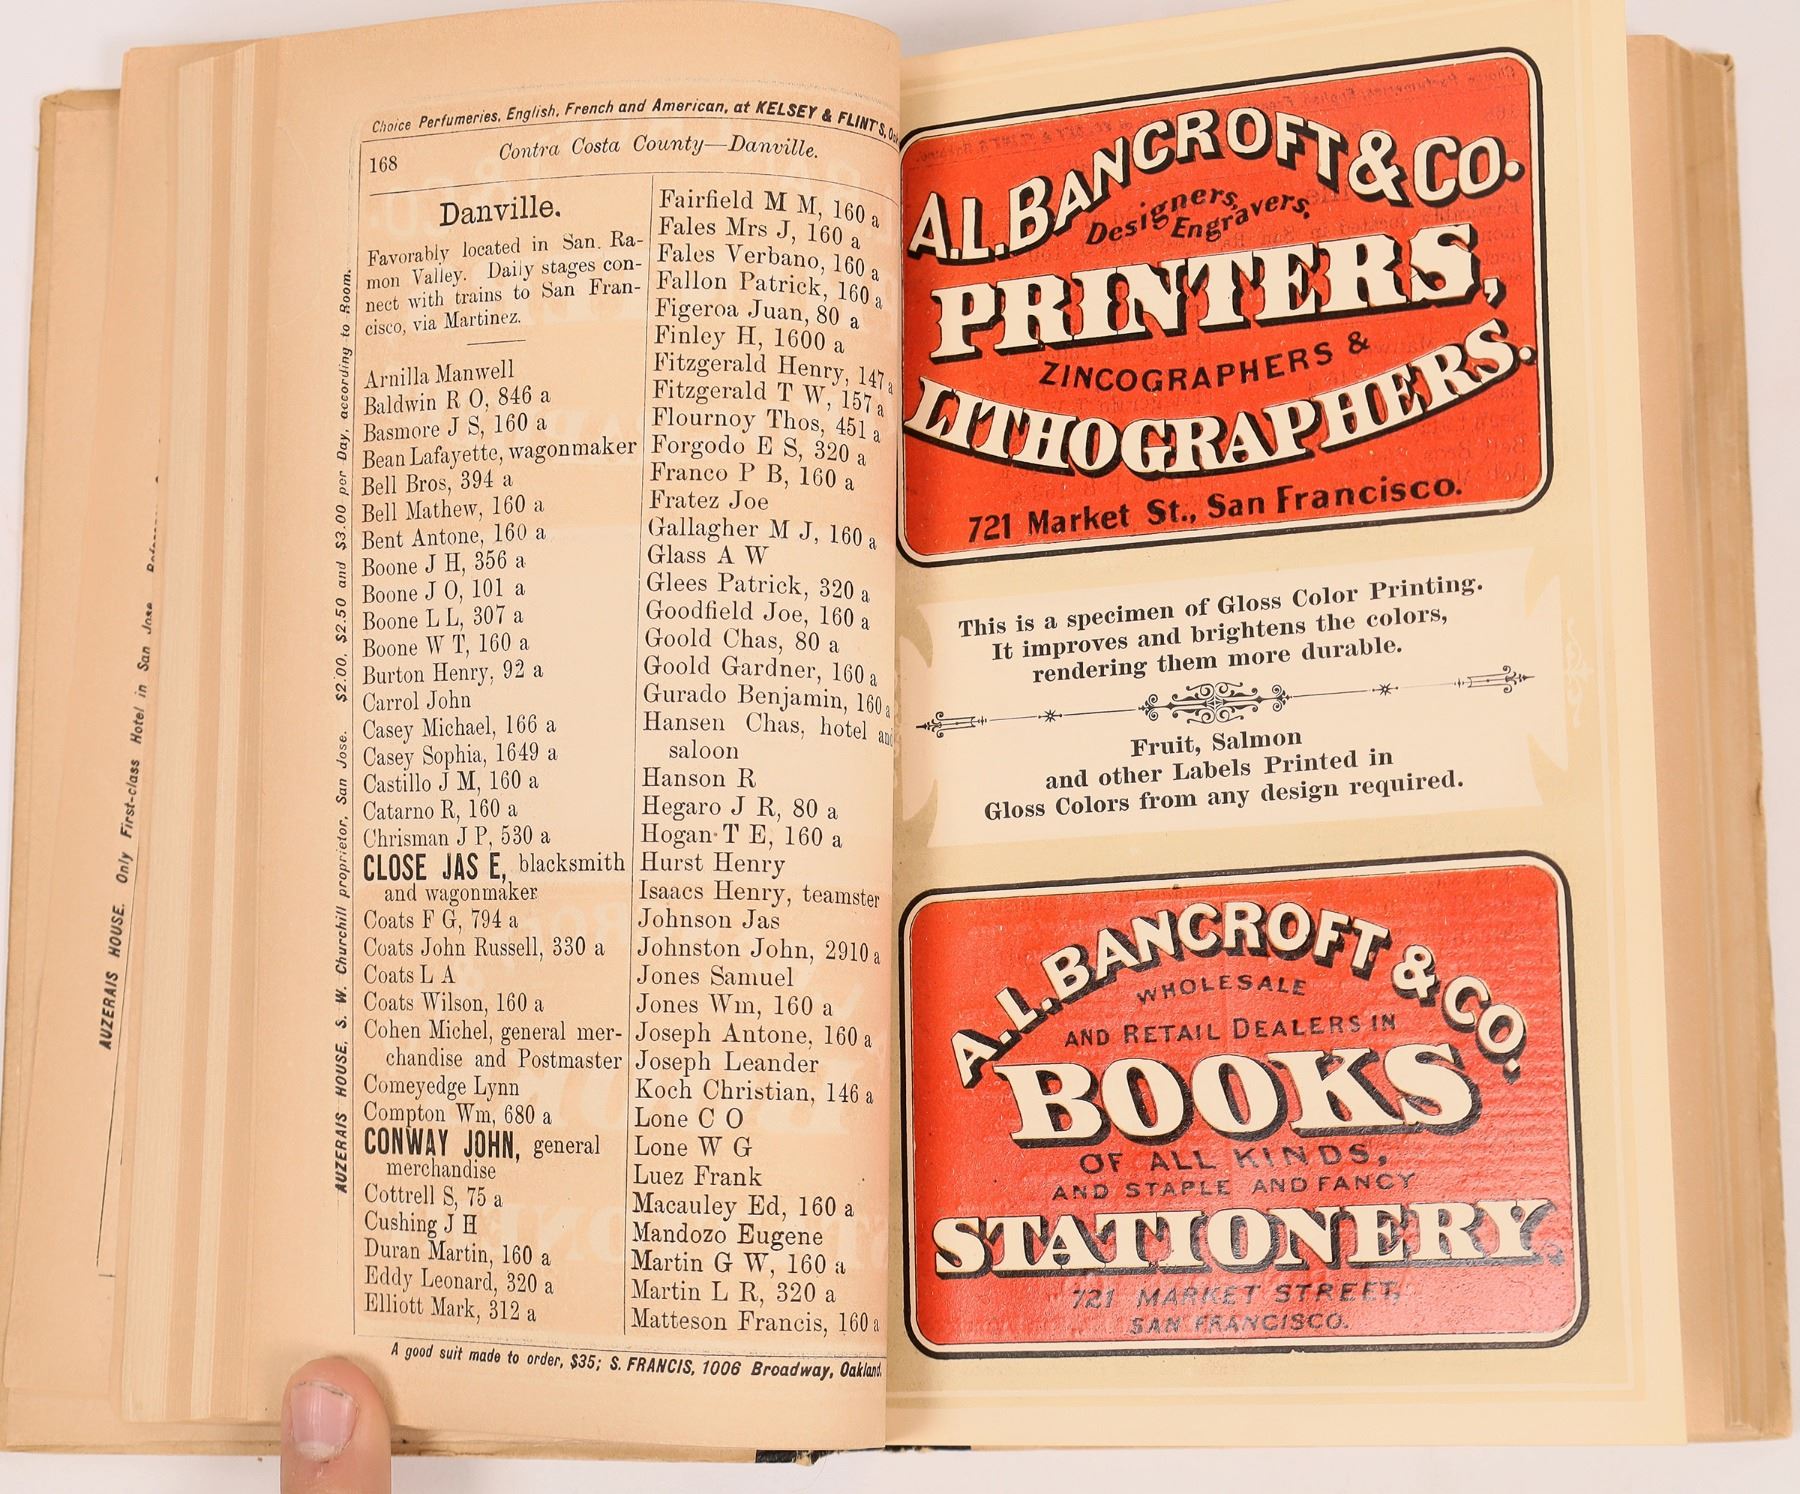 Choice Perfumeries, English, French and American, at KELSEY & FLINT'S,
168
Contra Costa County—Danville.
Danville.
Favorably located in San Ra-
mon Valley. Daily stages con-
nect with trains to San Fran-
cisco, via Martinez.
Arnilla Manwell
Baldwin R O, 846 a
Basmore J S, 160 a
Bean Lafayette, wagonmaker
Bell Bros, 394 a
Bell Mathew, 160 a
Bent Antone, 160 a
Boone J H, 356 a
Boone J O, 101 a
Boone L L, 307 a
Boone W T, 160 a
Burton Henry, 92 a
Carrol John
Casey Michael, 166 a
Casey Sophia, 1649 a
Castillo J M, 160 a
Catarno R, 160 a
Chrisman J P, 530 a
CLOSE JAS E, blacksmith
and wagonmaker
Coats F G, 794 a
Coats John Russell, 330 a
Coats L A
Coats Wilson, 160 a
Cohen Michel, general mer-
chandise and Postmaster
Comeyedge Lynn
Compton Wm, 680 a
CONWAY JOHN, general
merchandise
Cottrell S, 75 a
Cushing J H
Duran Martin, 160 a
Eddy Leonard, 320 a
Elliott Mark, 312 a
Fairfield M M, 160 a
Fales Mrs J, 160 a
Fales Verbano, 160 a
Fallon Patrick, 160 a
Figeroa Juan, 80 a
Finley H, 1600 a
Fitzgerald Henry, 147 a
Fitzgerald T W, 157 a
Flournoy Thos, 451 a
Forgodo E S, 320 a
Franco P B, 160 a
Fratez Joe
Gallagher M J, 160 a
Glass A W
Glees Patrick, 320 a
Goodfield Joe, 160 a
Goold Chas, 80 a
Goold Gardner, 160 a
Gurado Benjamin, 160 a
Hansen Chas, hotel and
saloon
Hanson R
Hegaro J R, 80 a
Hogan T E, 160 a
Hurst Henry
Isaacs Henry, teamster
Johnson Jas
Johnston John, 2910 a
Jones Samuel
Jones Wm, 160 a
Joseph Antone, 160 a
Joseph Leander
Koch Christian, 146 a
Lone C O
Lone W G
Luez Frank
Macauley Ed, 160 a
Mandozo Eugene
Martin G W, 160 a
Martin L R, 320 a
Matteson Francis, 160 a
A good suit made to order, $35; S. FRANCIS, 1006 Broadway, Oakland.
AUZERAIS HOUSE, S. W. Churchill proprietor, San Jose. $2.00, $2.50 and $3.00 per Day, according to Room.
AUZERAIS HOUSE. Only First-class Hotel in San Jose
A.L. BANCROFT & CO.
Designers, Engravers,
PRINTERS,
ZINCOGRAPHERS &
LITHOGRAPHERS.
721 Market St., San Francisco.
This is a specimen of Gloss Color Printing.
It improves and brightens the colors,
rendering them more durable.
Fruit, Salmon
and other Labels Printed in
Gloss Colors from any design required.
A.L. BANCROFT & CO.
WHOLESALE
AND RETAIL DEALERS IN
BOOKS
OF ALL KINDS,
AND STAPLE AND FANCY
STATIONERY.
721 MARKET STREET,
SAN FRANCISCO.